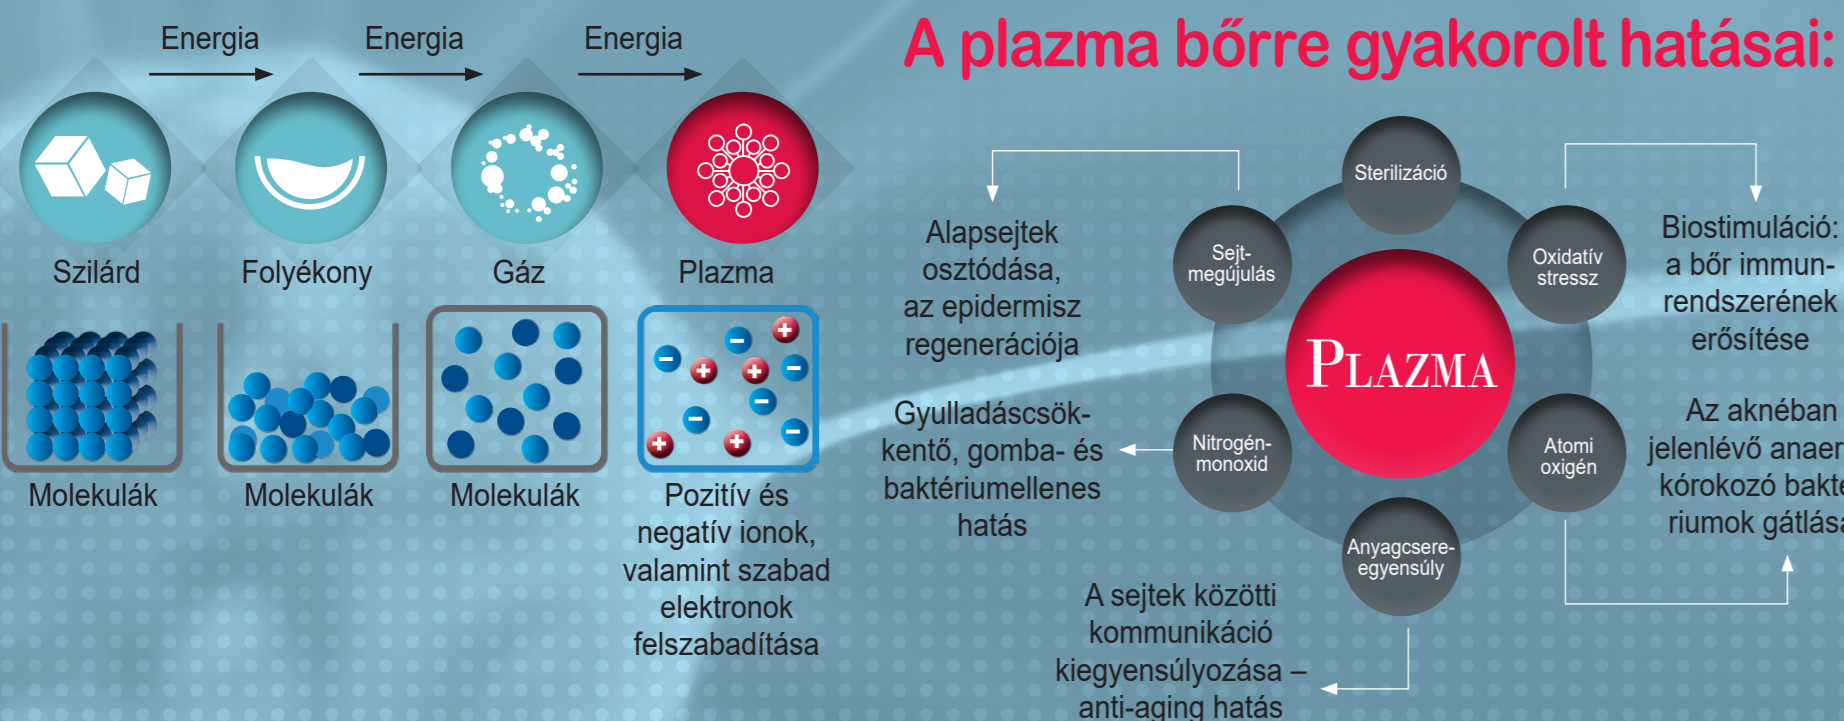 Energia
Energia
Energia
Szilárd
Folyékony
Gáz
Plazma
Molekulák
Molekulák
Molekulák
Pozitív és
negatív ionok,
valamint szabad
elektronok
felszabadítása
A plazma bőrre gyakorolt hatásai:
Sterilizáció
Sejt-
megújulás
Oxidatív
stressz
PLAZMA
Nitrogén-
monoxid
Atomi
oxigén
Anyagcsere-
egyensúly
Alapsejtek
osztódása,
az epidermisz
regenerációja
Gyulladáscsök-
kentő, gomba- és
baktériumellenes
hatás
A sejtek közötti
kommunikáció
kiegyensúlyozása –
anti-aging hatás
Biostimuláció:
a bőr immun-
rendszerének
erősítése
Az aknéban
jelenlévő
kórokozó
riumok